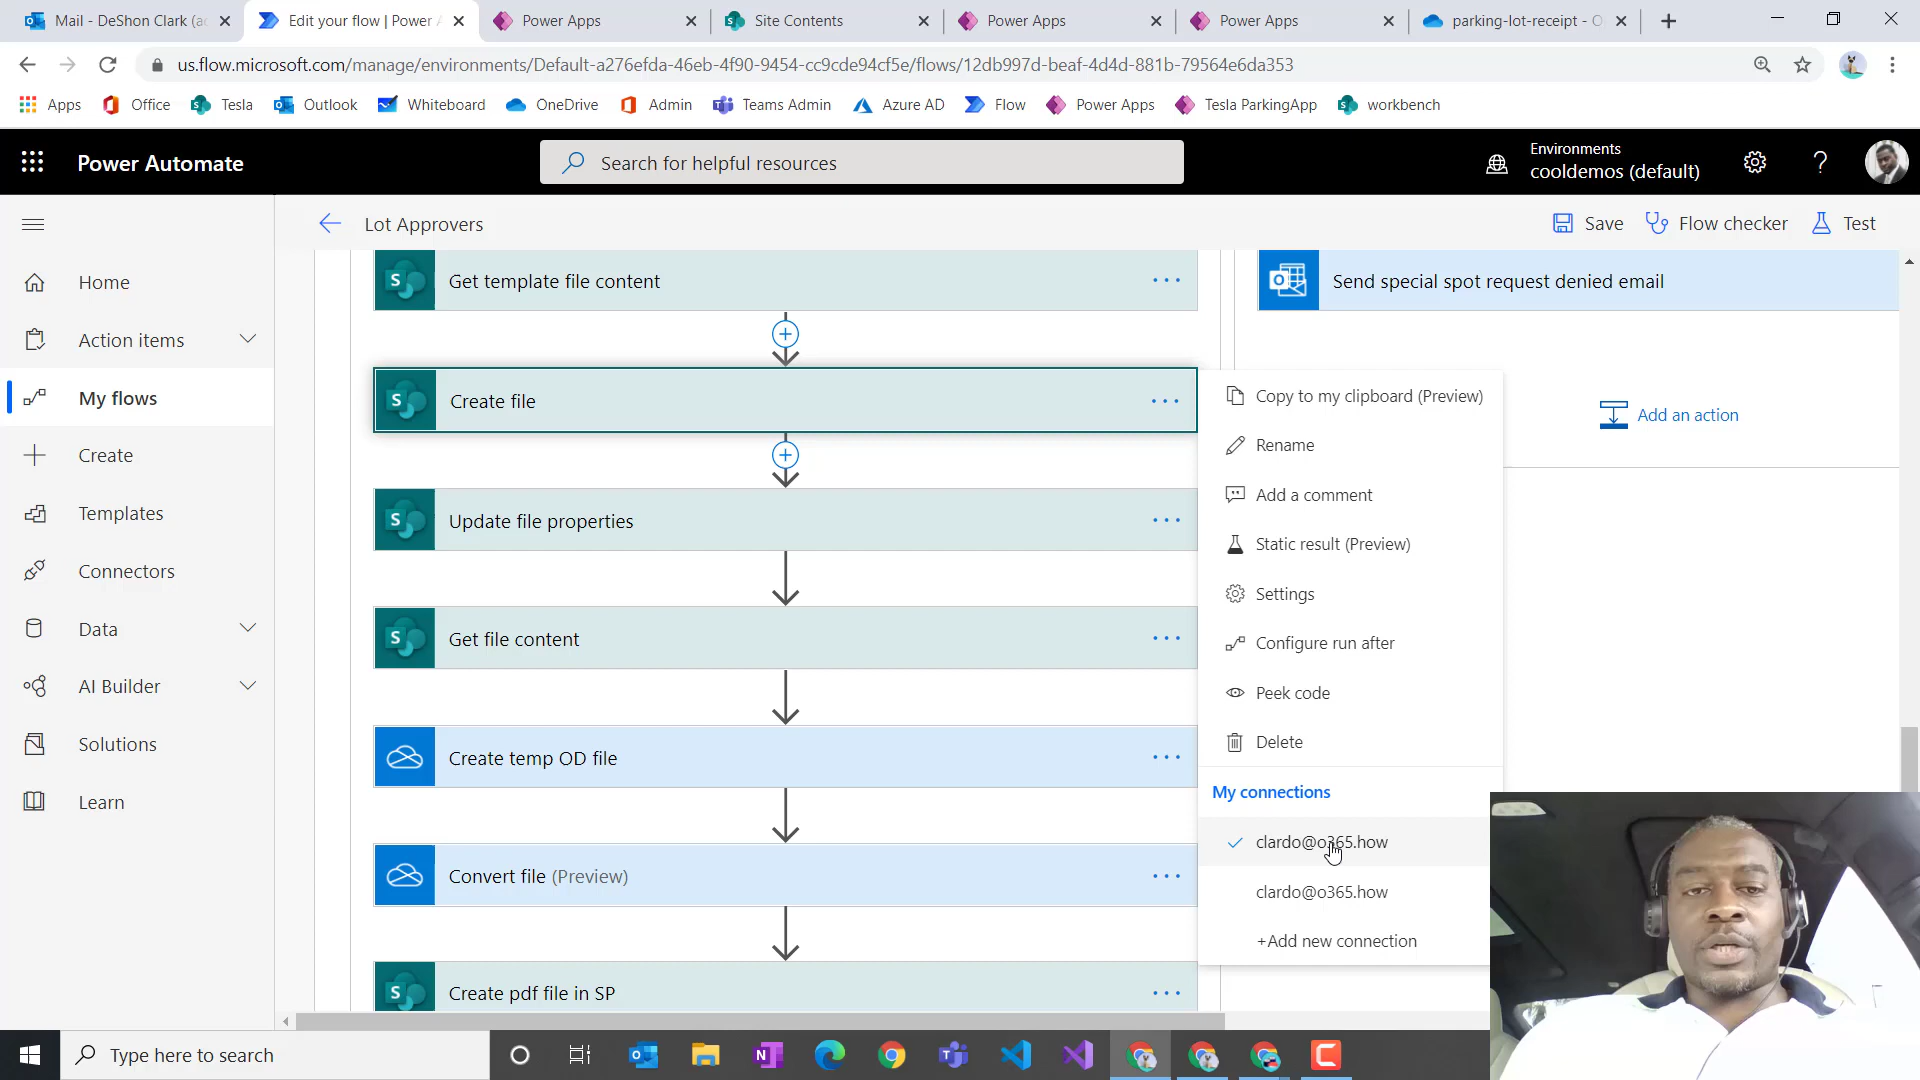 Mail - DeShon Clark (a
Edit your flow | Power A
Power Apps
Site Contents
Power Apps
Power Apps
parking-lot-receipt - O
us.flow.microsoft.com/manage/environments/Default-a276efda-46eb-4f90-9454-cc9cde94cf5e/flows/12db997d-beaf-4d4d-881b-79564e6da353
Apps
Office
Tesla
Outlook
Whiteboard
OneDrive
Admin
Teams Admin
Azure AD
Flow
Power Apps
Tesla ParkingApp
workbench
Power Automate
Search for helpful resources
Environments
cooldemos (default)
Lot Approvers
Save
Flow checker
Test
Home
Action items
My flows
Create
Templates
Connectors
Data
AI Builder
Solutions
Learn
Get template file content
Create file
Update file properties
Get file content
Create temp OD file
Convert file (Preview)
Create pdf file in SP
Send special spot request denied email
Add an action
Copy to my clipboard (Preview)
Rename
Add a comment
Static result (Preview)
Settings
Configure run after
Peek code
Delete
My connections
clardo@o365.how
clardo@o365.how
+Add new connection
Type here to search